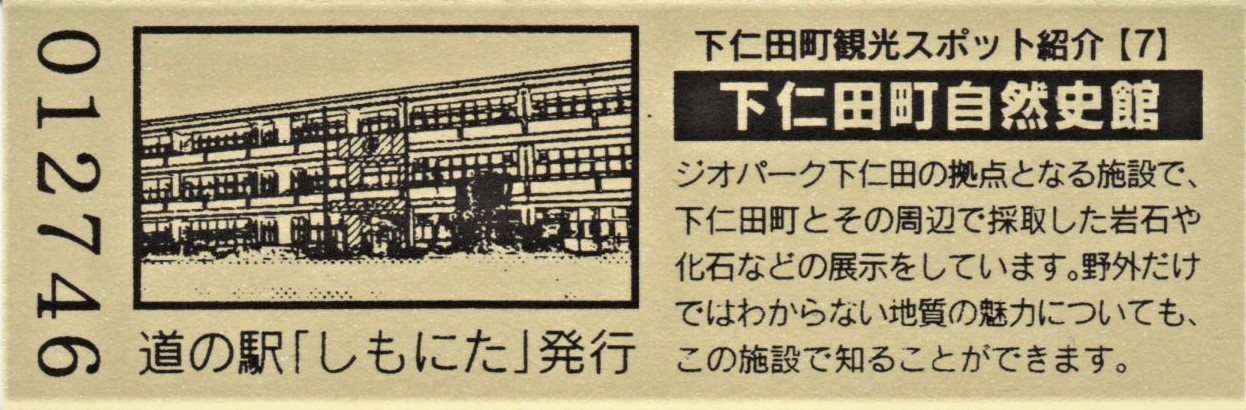 012746
道の駅「しもにた」発行
下仁田町観光スポット紹介【7】
下仁田町自然史館
ジオパーク下仁田の拠点となる施設で、
下仁田町とその周辺で採取した岩石や
化石などの展示をしています。野外だけ
ではわからない地質の魅力についても、
この施設で知ることができます。